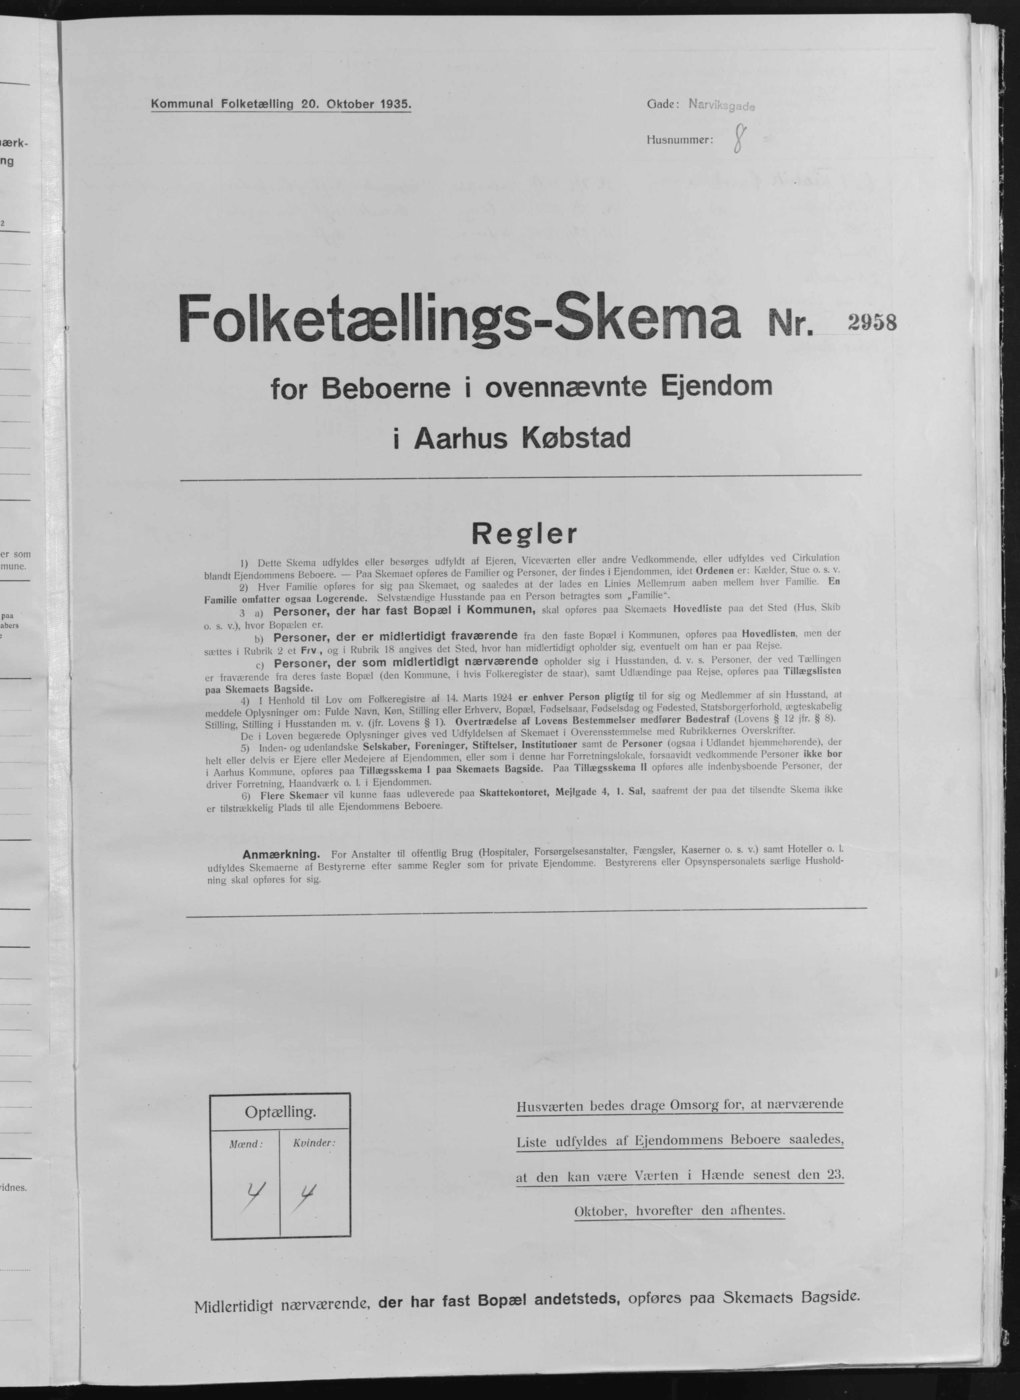 Kommunal Folketælling 20. Oktober 1935.
Gade: Narviksgade
Husnummer: 8
Folketællings-Skema Nr. 2958
for Beboerne i ovennævnte Ejendom
i Aarhus Købstad
Regler
1) Dette Skema udfyldes eller besørges udfyldt af Ejeren, Viceværten eller andre Vedkommende, eller udfyldes ved Cirkulation
blandt Ejendommens Beboere. — Paa Skemaet opføres de Familier og Personer, der findes i Ejendommen, idet Ordenen er: Kælder, Stue o. s. v.
2) Hver Familie opføres for sig paa Skemaet, og saaledes at der lades en Linies Mellemrum aaben mellem hver Familie. En
Familie omfatter ogsaa Logerende. Selvstændige Husstande paa en Person betragtes som „Familie“.
3 a) Personer, der har fast Bopæl i Kommunen, skal opføres paa Skemaets Hovedliste paa det Sted (Hus, Skib
o. s. v.), hvor Bopælen er.
b) Personer, der er midlertidigt fraværende fra den faste Bopæl i Kommunen, opføres paa Hovedlisten, men der
sættes i Rubrik 2 et Frv., og i Rubrik 18 angives det Sted, hvor han midlertidigt opholder sig, eventuelt om han er paa Rejse.
c) Personer, der som midlertidigt nærværende opholder sig i Husstanden, d. v. s. Personer, der ved Tællingen
er fraværende fra deres faste Bopæl (den Kommune, i hvis Folkeregister de staar), samt Udlændinge paa Rejse, opføres paa Tillægslisten
paa Skemaets Bagside.
4) I Henhold til Lov om Folkeregistre af 14. Marts 1924 er enhver Person pligtig til for sig og Medlemmer af sin Husstand, at
meddele Oplysninger om: Fulde Navn, Køn, Stilling eller Erhverv, Bopæl, Fødselsaar, Fødselsdag og Fødested, Statsborgerforhold, ægteskabelig
Stilling, Stilling i Husstanden m. v. (jfr. Lovens § 1). Overtrædelse af Lovens Bestemmelser medfører Bødestraf (Lovens § 12 jfr. § 8).
De i Loven begærede Oplysninger gives ved Udfyldelsen af Skemaet i Overensstemmelse med Rubrikkernes Overskrifter.
5) Inden- og udenlandske Selskaber, Foreninger, Stiftelser, Institutioner samt de Personer (ogsaa i Udlandet hjemmehørende), der
helt eller delvis er Ejere eller Medejere af Ejendommen, eller som i denne har Forretningslokale, forsaavidt vedkommende Personer ikke bor
i Aarhus Kommune, opføres paa Tillægsskema I paa Skemaets Bagside. Paa Tillægsskema II opføres alle indenbysboende Personer, der
driver Forretning, Haandværk o. l. i Ejendommen.
6) Flere Skemaer vil kunne faas udleverede paa Skattekontoret, Mejlgade 4, 1. Sal, saafremt der paa det tilsendte Skema ikke
er tilstrækkelig Plads til alle Ejendommens Beboere.
Anmærkning. For Anstalter til offentlig Brug (Hospitaler, Forsørgelsesanstalter, Fængsler, Kaserner o. s. v.) samt Hoteller o. l.
udfyldes Skemaerne af Bestyrerne efter samme Regler som for private Ejendomme. Bestyrerens eller Opsynspersonalets særlige Hushold-
ning skal opføres for sig.
Optælling.
Mænd: Kvinder:
4 4
Husværten bedes drage Omsorg for, at nærværende
Liste udfyldes af Ejendommens Beboere saaledes,
at den kan være Værten i Hænde senest den 23.
Oktober, hvorefter den afhentes.
Midlertidigt nærværende, der har fast Bopæl andetsteds, opføres paa Skemaets Bagside.